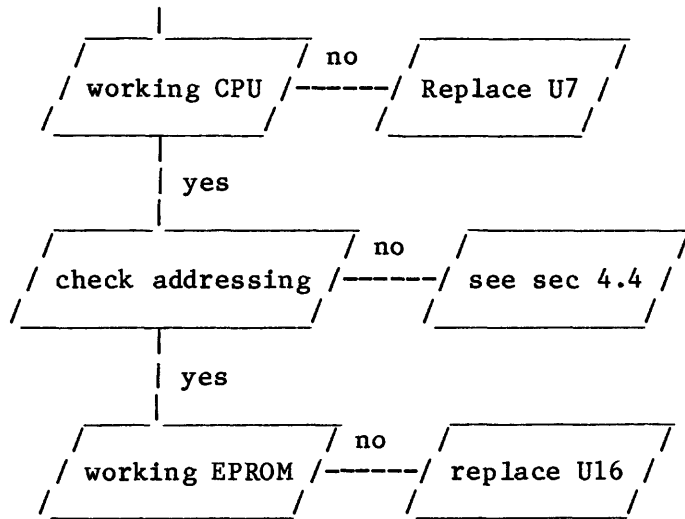 working CPU no Replace U7
yes
check addressing no see sec 4.4
yes
working EPROM no replace U16